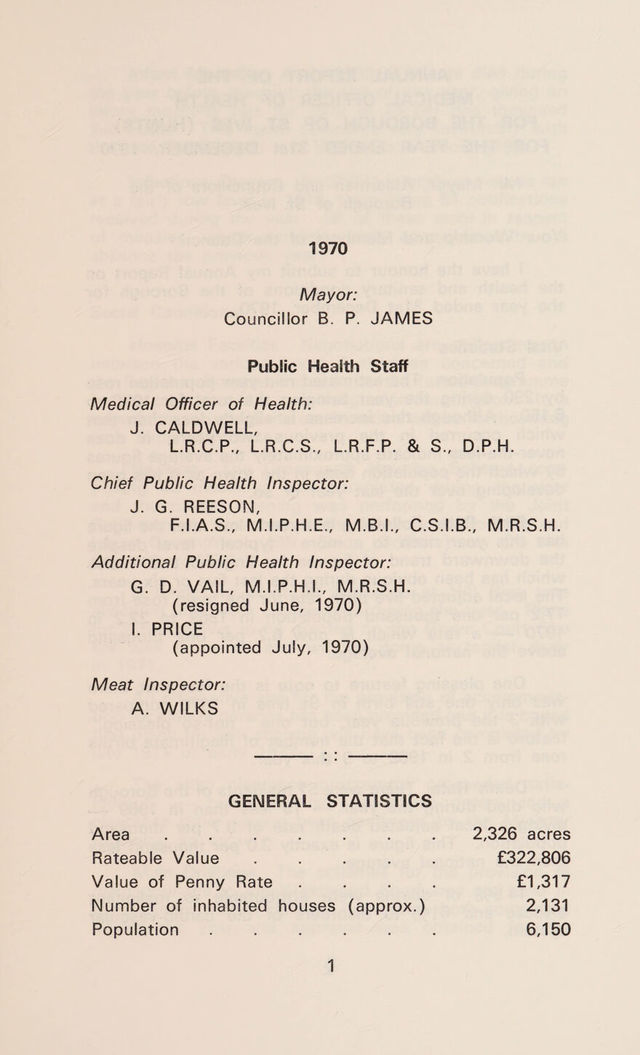 1970
Mayor:
Councillor B. P. JAMES
Public Health Staff
Medical Officer of Health:
J. CALDWELL,
L.R.C.P., L.R.C.S., L.R.F.P. & S., D.P.H.
Chief Public Health Inspector:
J. G. REESON,
F.I.A.S., M.I.P.H.E., M.B.I., C.S.I.B., M.R.S.H.
Additional Public Health Inspector:
G. D. VAIL, M.I.P.H.I., M.R.S.H.
(resigned June, 1970)
I. PRICE
(appointed July, 1970)
Meat Inspector:
A. WILKS
——— : : ———
GENERAL STATISTICS
Area . . . . . . . 2,326 acres
Rateable Value . . . . . £322,806
Value of Penny Rate . . . . £1,317
Number of inhabited houses (approx.) 2,131
Population . . . . . . 6,150
1